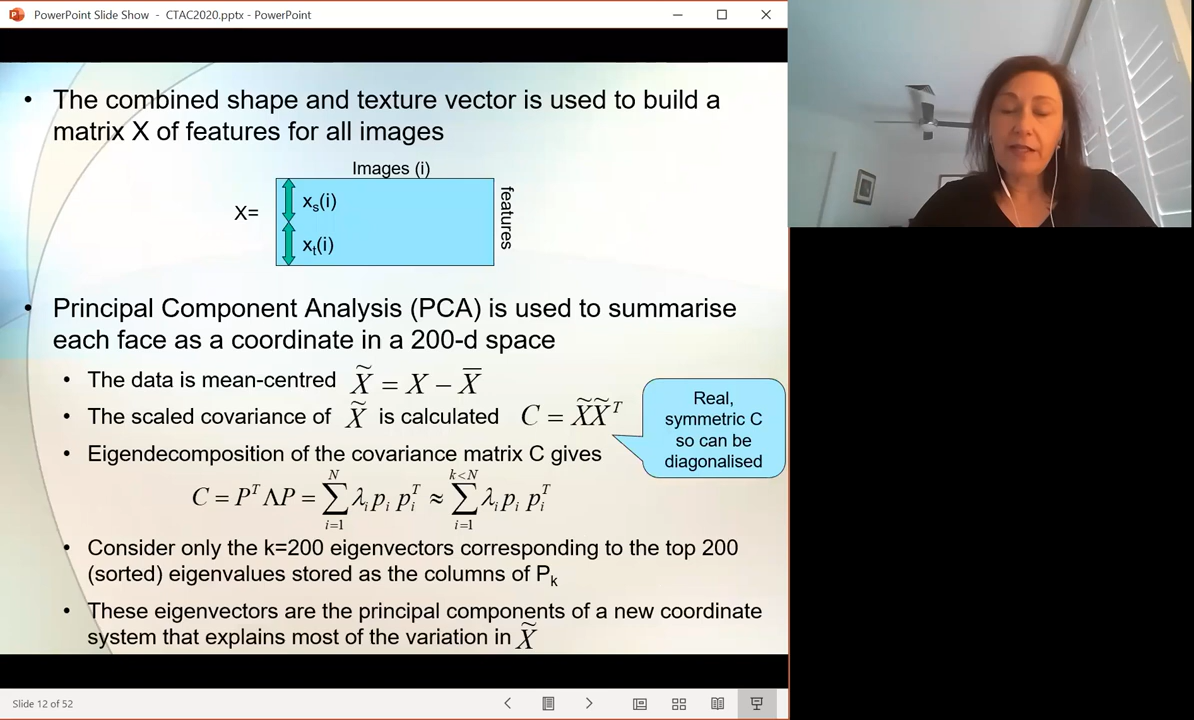 PowerPoint Slide Show - CTAC2020.pptx - PowerPoint
• The combined shape and texture vector is used to build a
matrix X of features for all images
Images (i)
X=
xₛ(i)
xₜ(i)
features
• Principal Component Analysis (PCA) is used to summarise
each face as a coordinate in a 200-d space
• The data is mean-centred X̃ = X − X̅
• The scaled covariance of X̃ is calculated C = X̃X̃ᵀ
Real,
symmetric C
so can be
diagonalised
• Eigendecomposition of the covariance matrix C gives
C = PᵀΛP = ∑_{i=1}^{N} λᵢpᵢpᵢᵀ ≈ ∑_{i=1}^{k<N} λᵢpᵢpᵢᵀ
• Consider only the k=200 eigenvectors corresponding to the top 200
(sorted) eigenvalues stored as the columns of Pₖ
• These eigenvectors are the principal components of a new coordinate
system that explains most of the variation in X̃
Slide 12 of 52